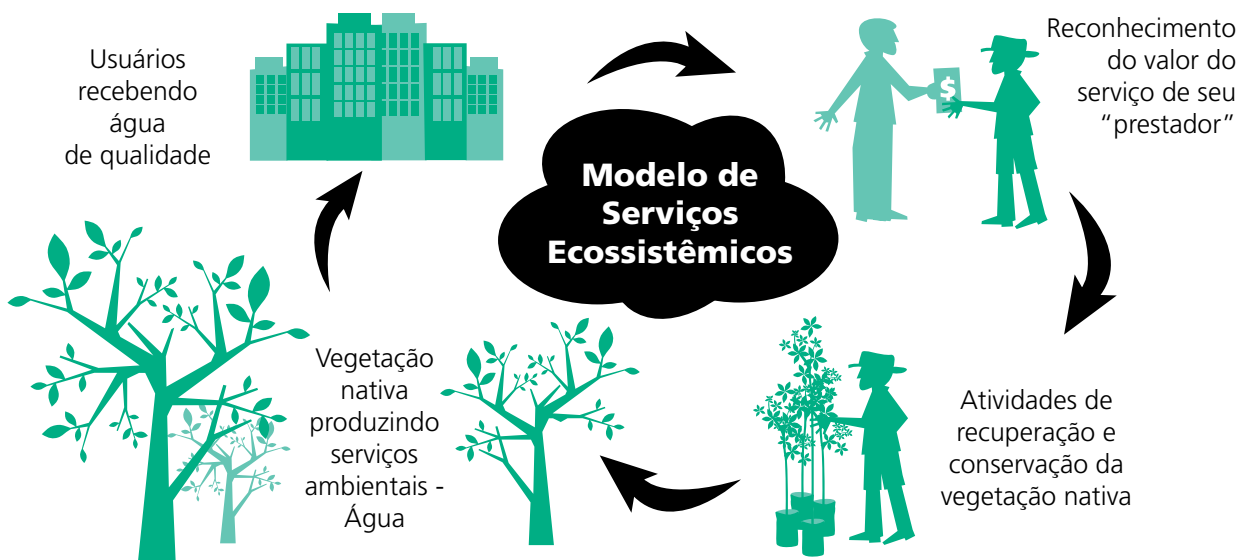 Usuários
recebendo
água
de qualidade
Reconhecimento
do valor do
serviço de seu
“prestador”
$
Modelo de
Serviços
Ecossistêmicos
Vegetação
nativa
produzindo
serviços
ambientais -
Água
Atividades de
recuperação e
conservação da
vegetação nativa